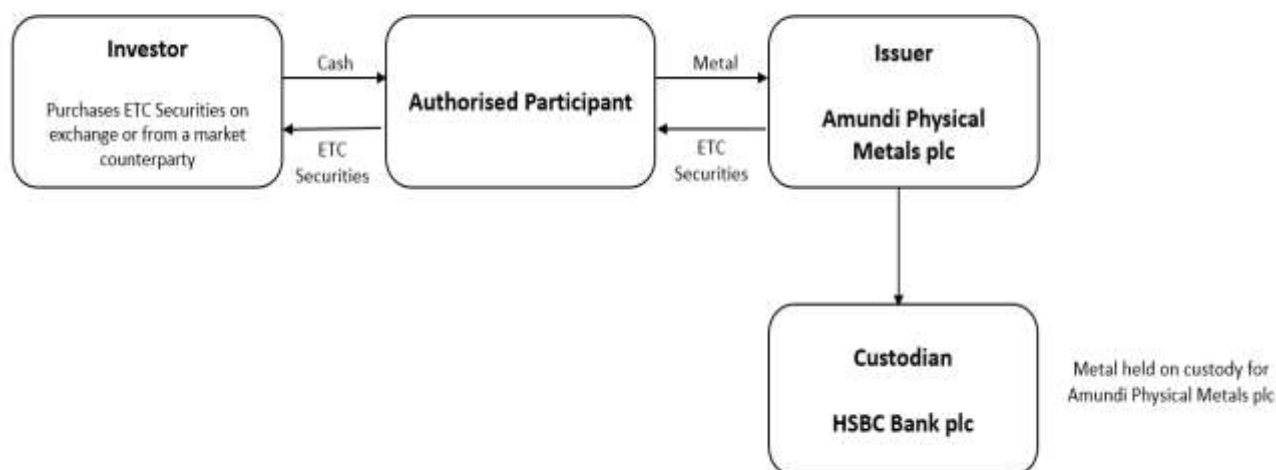 Investor
Purchases ETC Securities on
exchange or from a market
counterparty
Cash
ETC
Securities
Authorised Participant
Metal
ETC
Securities
Issuer
Amundi Physical
Metals plc
Custodian
HSBC Bank plc
Metal held on custody for
Amundi Physical Metals plc